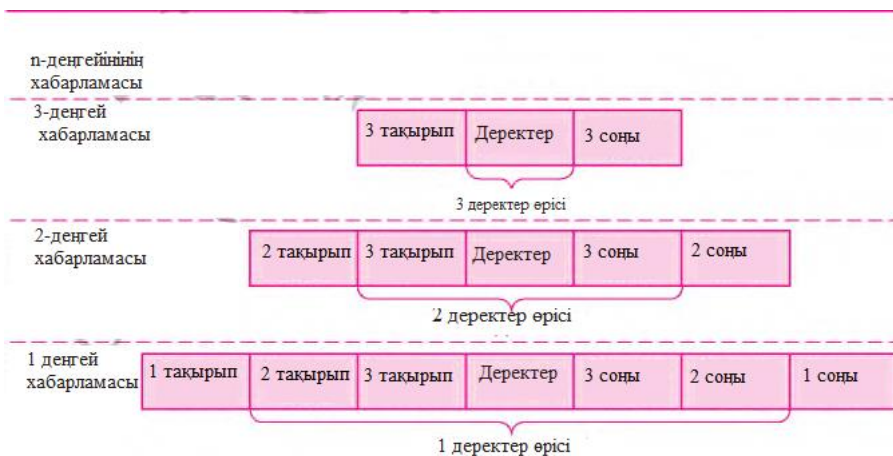 n-деңгейінінің
хабарламасы
3-деңгей
хабарламасы
3 тақырып Деректер 3 соңы
3 деректер өрісі
2-деңгей
хабарламасы
2 тақырып 3 тақырып Деректер 3 соңы 2 соңы
2 деректер өрісі
1 деңгей
хабарламасы
1 тақырып 2 тақырып 3 тақырып Деректер 3 соңы 2 соңы 1 соңы
1 деректер өрісі